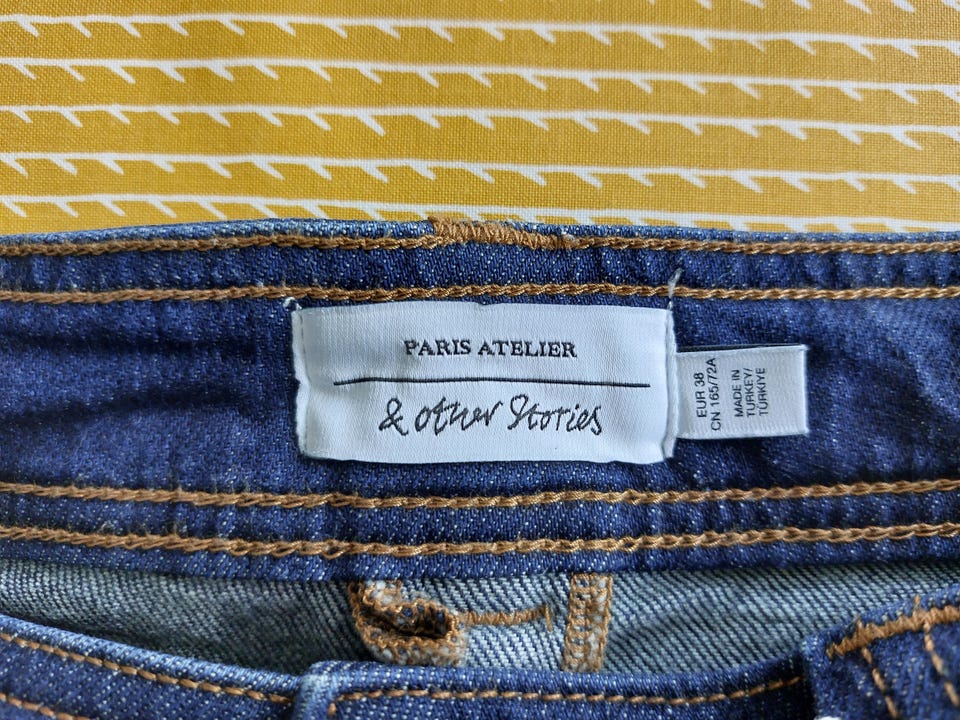 PARIS ATELIER
& other Stories
EUR 38
CN 165/72A
MADE IN
TURKEY/
TÜRKIYE